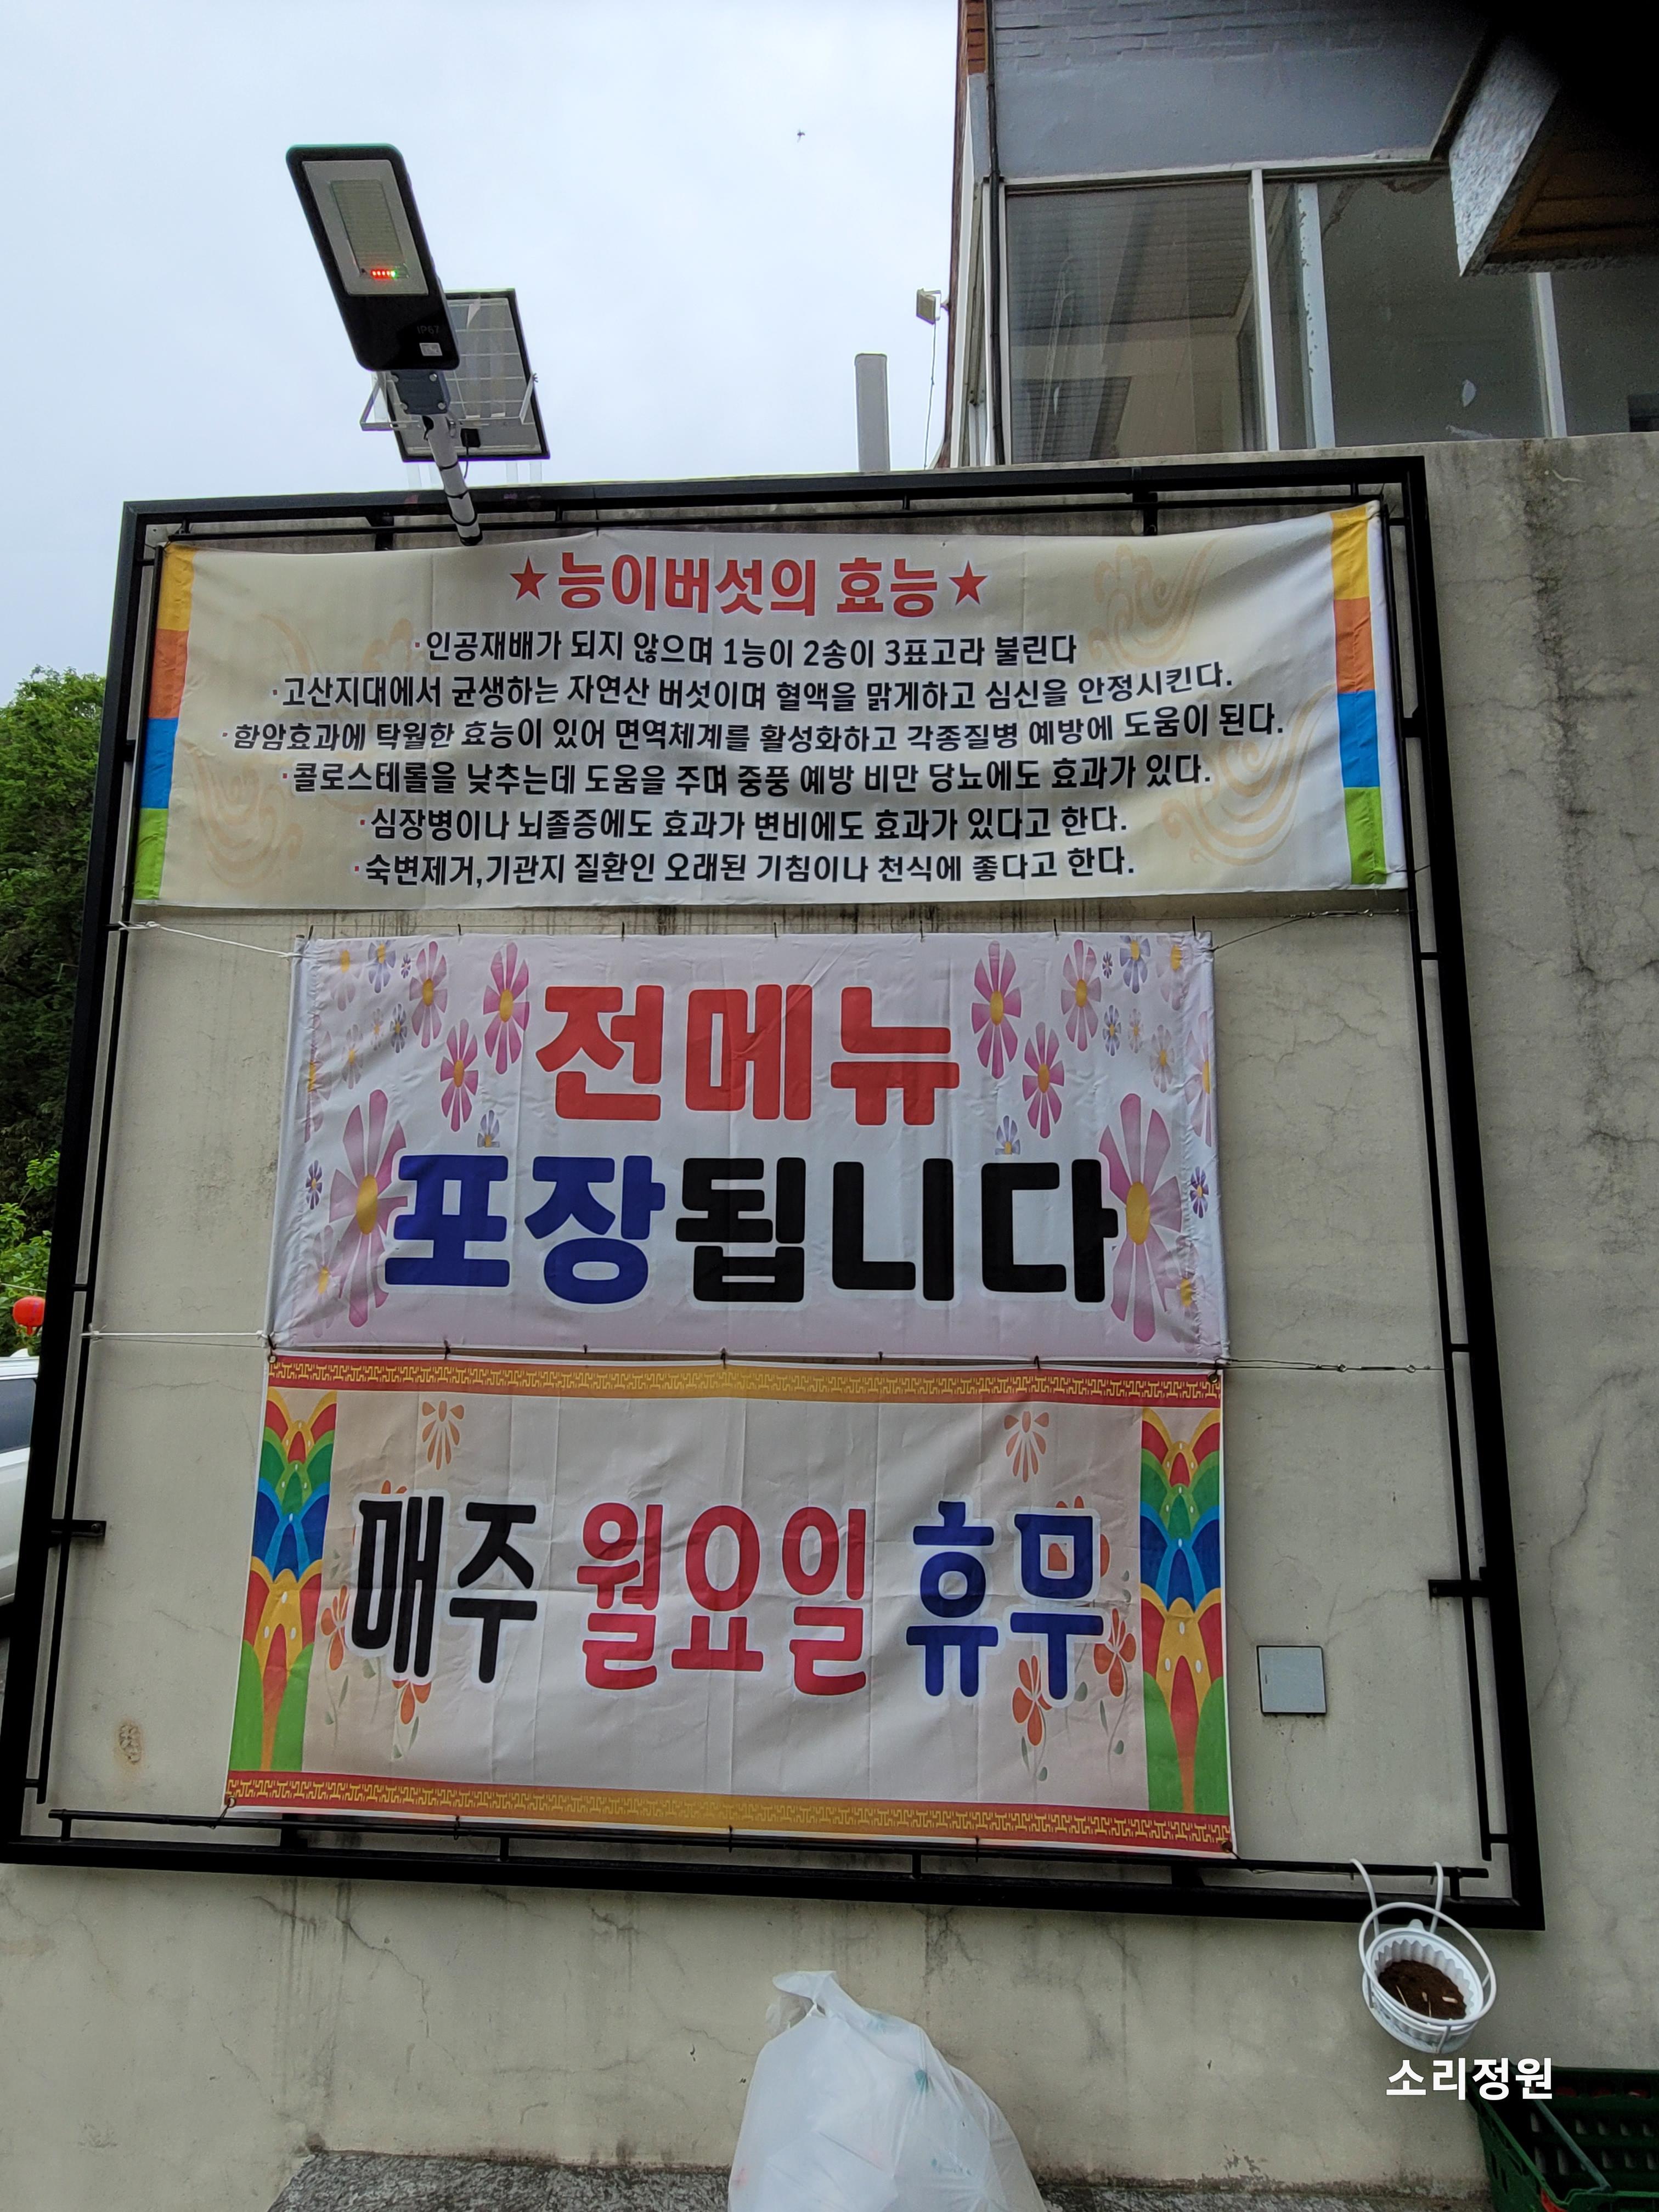 IP67
★능이버섯의 효능★
·인공재배가 되지 않으며 1능이 2송이 3표고라 불린다
·고산지대에서 균생하는 자연산 버섯이며 혈액을 맑게하고 심신을 안정시킨다.
·함암효과에 탁월한 효능이 있어 면역체계를 활성화하고 각종질병 예방에 도움이 된다.
·콜로스테롤을 낮추는데 도움을 주며 중풍 예방 비만 당뇨에도 효과가 있다.
·심장병이나 뇌졸증에도 효과가 변비에도 효과가 있다고 한다.
·숙변제거,기관지 질환인 오래된 기침이나 천식에 좋다고 한다.
전메뉴
포장됩니다
매주 월요일 휴무
소리정원